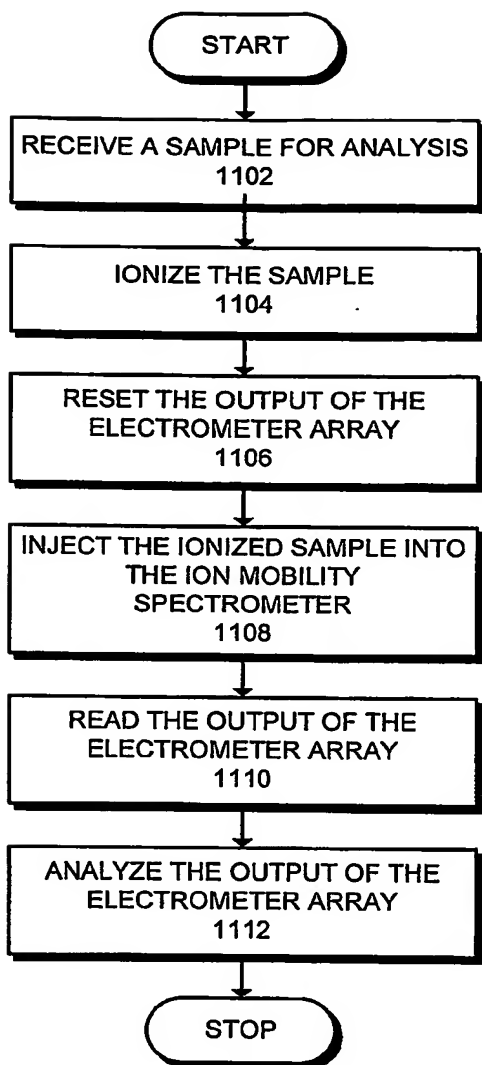 START
RECEIVE A SAMPLE FOR ANALYSIS
1102
IONIZE THE SAMPLE
1104
RESET THE OUTPUT OF THE
ELECTROMETER ARRAY
1106
INJECT THE IONIZED SAMPLE INTO
THE ION MOBILITY
SPECTROMETER
1108
READ THE OUTPUT OF THE
ELECTROMETER ARRAY
1110
ANALYZE THE OUTPUT OF THE
ELECTROMETER ARRAY
1112
STOP